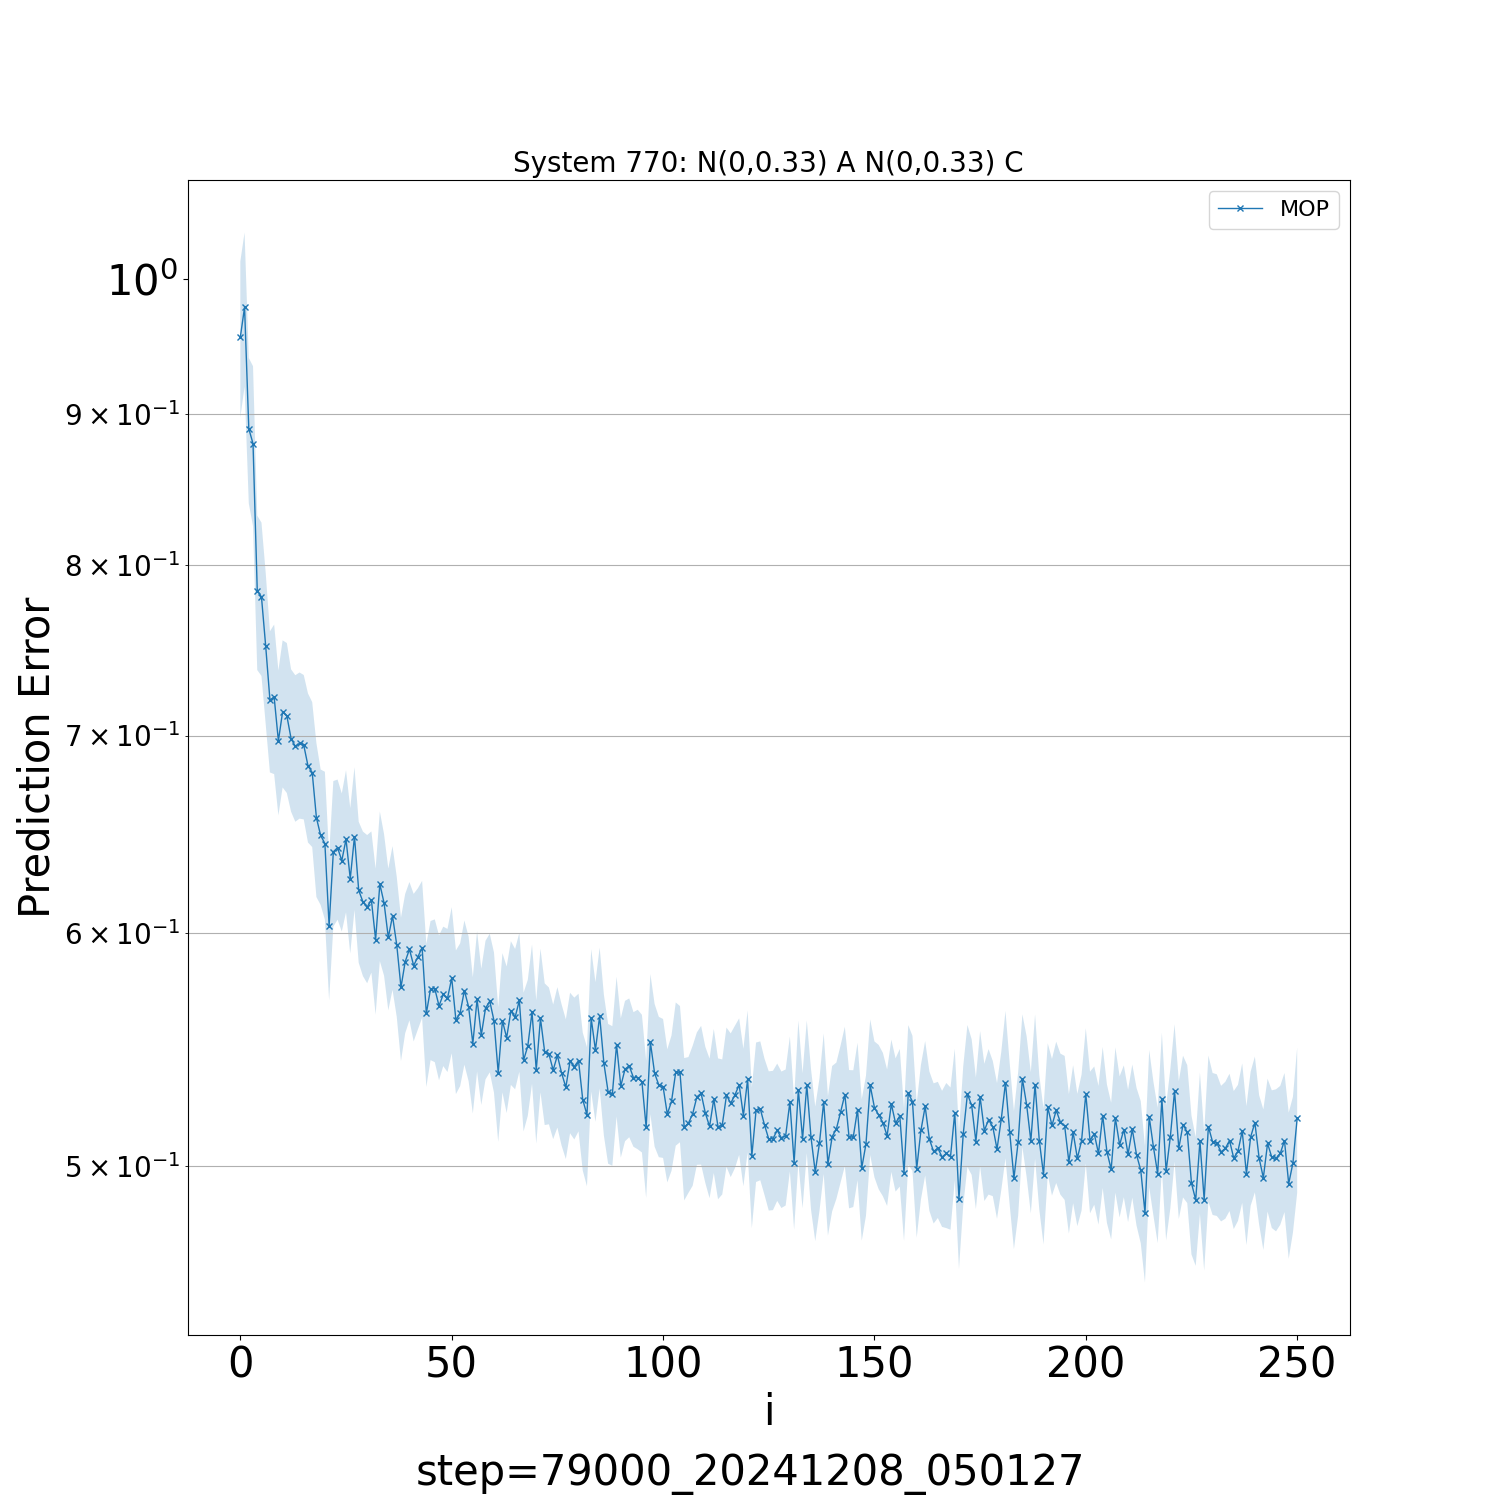 System 770: N(0,0.33) A N(0,0.33) C
MOP
10⁰
9 × 10⁻¹
8 × 10⁻¹
7 × 10⁻¹
6 × 10⁻¹
5 × 10⁻¹
Prediction Error
0 50 100 150 200 250
i
step=79000_20241208_050127